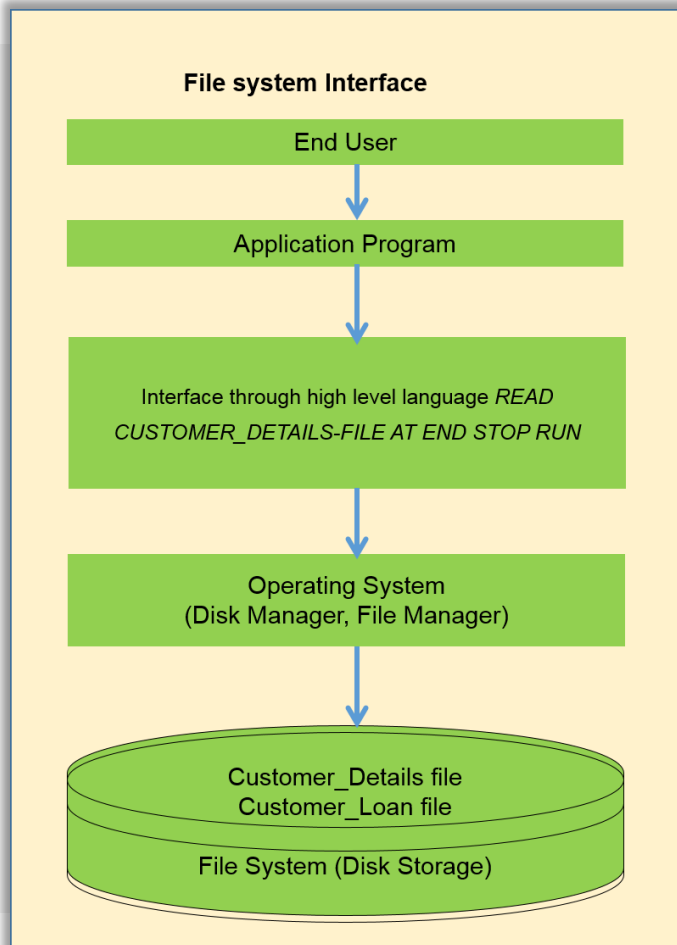 File system Interface
End User
Application Program
Interface through high level language READ
CUSTOMER_DETAILS-FILE AT END STOP RUN
Operating System
(Disk Manager, File Manager)
Customer_Details file
Customer_Loan file
File System (Disk Storage)